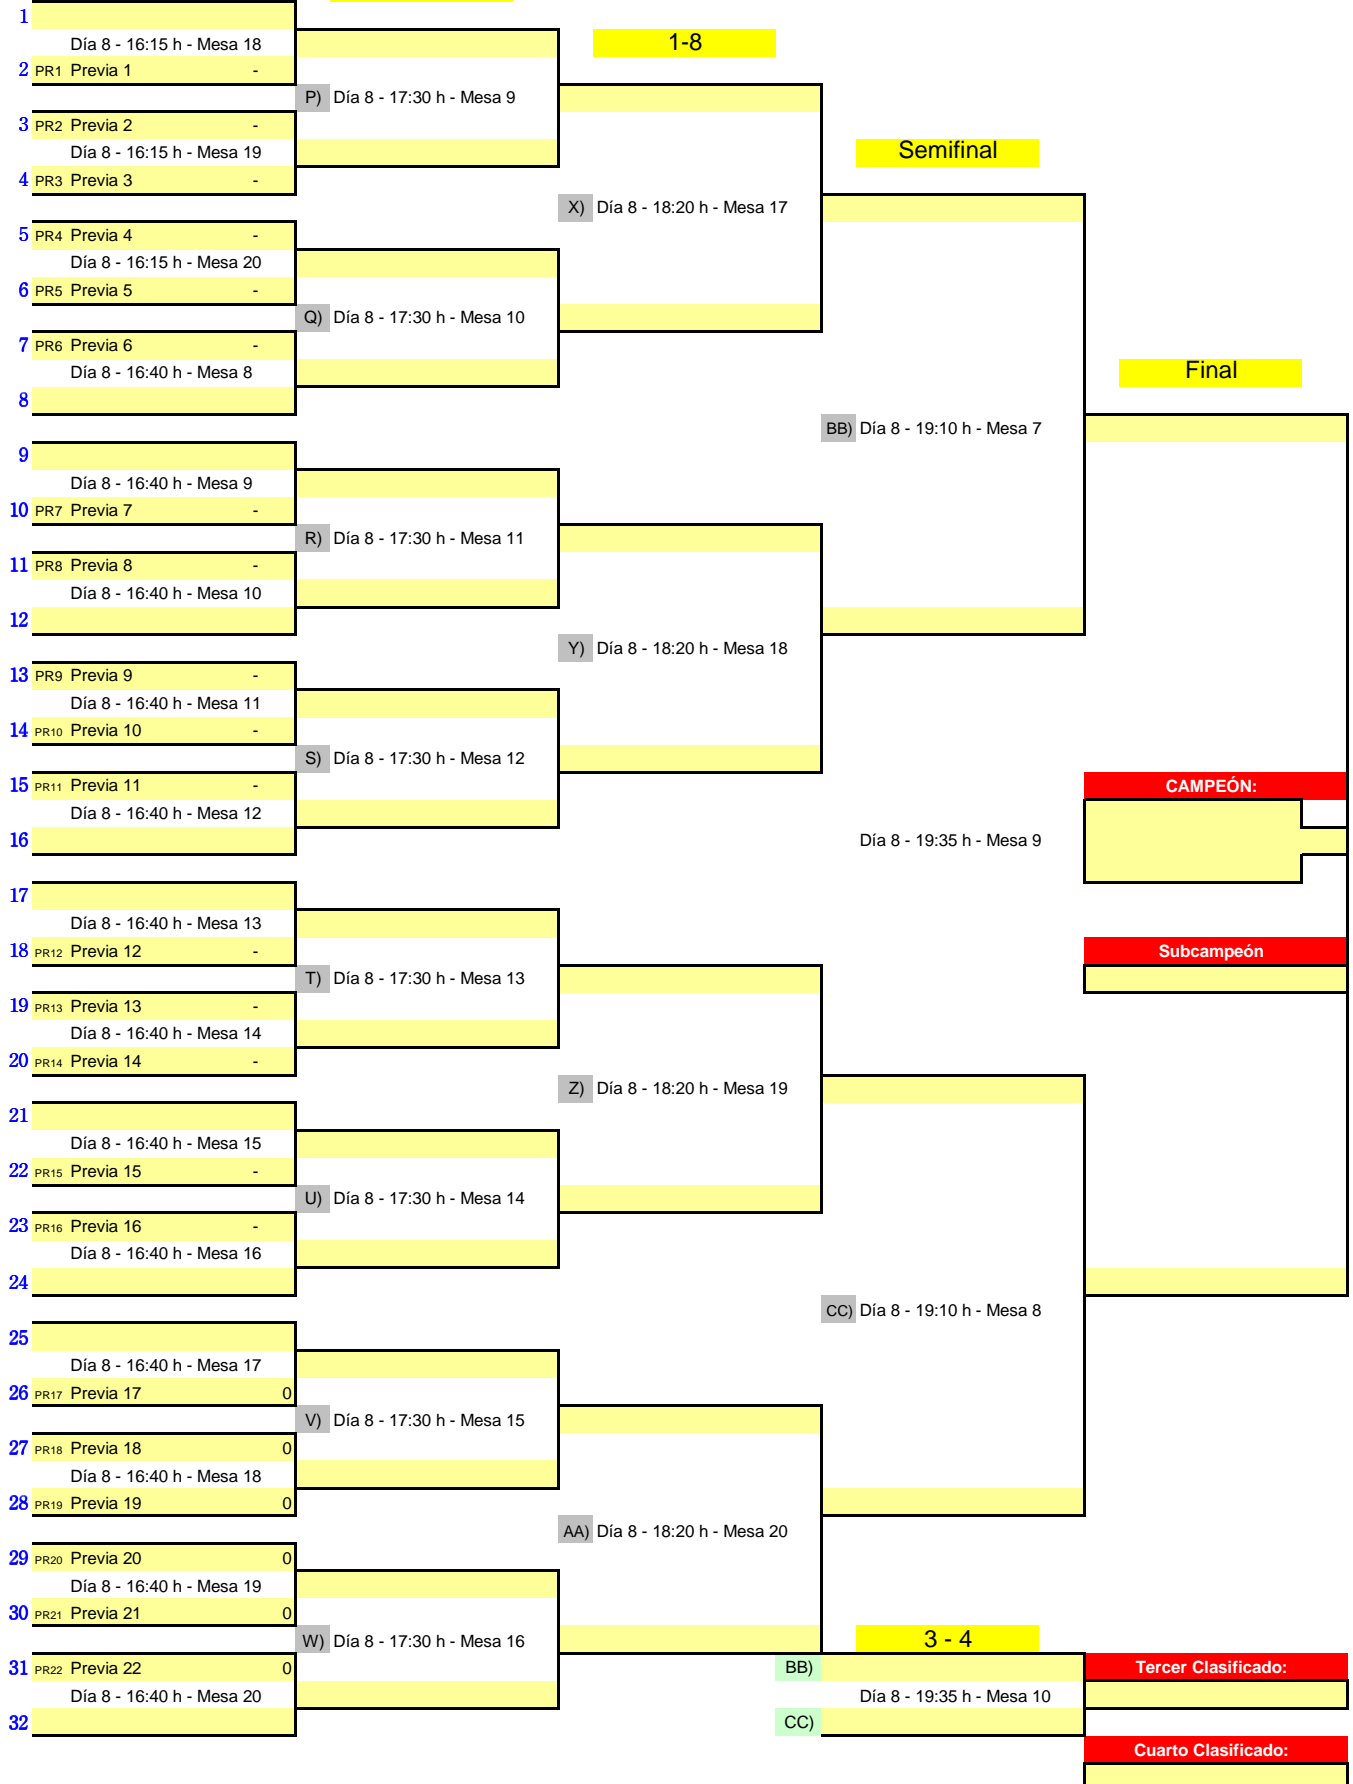 1
Día 8 - 16:15 h - Mesa 18
1-8
2 PR1 Previa 1 -
P) Día 8 - 17:30 h - Mesa 9
3 PR2 Previa 2 -
Día 8 - 16:15 h - Mesa 19
Semifinal
4 PR3 Previa 3 -
X) Día 8 - 18:20 h - Mesa 17
5 PR4 Previa 4 -
Día 8 - 16:15 h - Mesa 20
6 PR5 Previa 5 -
Q) Día 8 - 17:30 h - Mesa 10
7 PR6 Previa 6 -
Día 8 - 16:40 h - Mesa 8
Final
8
BB) Día 8 - 19:10 h - Mesa 7
9
Día 8 - 16:40 h - Mesa 9
10 PR7 Previa 7 -
R) Día 8 - 17:30 h - Mesa 11
11 PR8 Previa 8 -
Día 8 - 16:40 h - Mesa 10
12
Y) Día 8 - 18:20 h - Mesa 18
13 PR9 Previa 9 -
Día 8 - 16:40 h - Mesa 11
14 PR10 Previa 10 -
S) Día 8 - 17:30 h - Mesa 12
15 PR11 Previa 11 -
CAMPEÓN:
Día 8 - 16:40 h - Mesa 12
16
Día 8 - 19:35 h - Mesa 9
17
Día 8 - 16:40 h - Mesa 13
18 PR12 Previa 12 -
Subcampeón
T) Día 8 - 17:30 h - Mesa 13
19 PR13 Previa 13 -
Día 8 - 16:40 h - Mesa 14
20 PR14 Previa 14 -
Z) Día 8 - 18:20 h - Mesa 19
21
Día 8 - 16:40 h - Mesa 15
22 PR15 Previa 15 -
U) Día 8 - 17:30 h - Mesa 14
23 PR16 Previa 16 -
Día 8 - 16:40 h - Mesa 16
24
CC) Día 8 - 19:10 h - Mesa 8
25
Día 8 - 16:40 h - Mesa 17
26 PR17 Previa 17 0
V) Día 8 - 17:30 h - Mesa 15
27 PR18 Previa 18 0
Día 8 - 16:40 h - Mesa 18
28 PR19 Previa 19 0
AA) Día 8 - 18:20 h - Mesa 20
29 PR20 Previa 20 0
Día 8 - 16:40 h - Mesa 19
30 PR21 Previa 21 0
W) Día 8 - 17:30 h - Mesa 16
3 - 4
31 PR22 Previa 22 0
BB)
Tercer Clasificado:
Día 8 - 16:40 h - Mesa 20
Día 8 - 19:35 h - Mesa 10
32
CC)
Cuarto Clasificado: